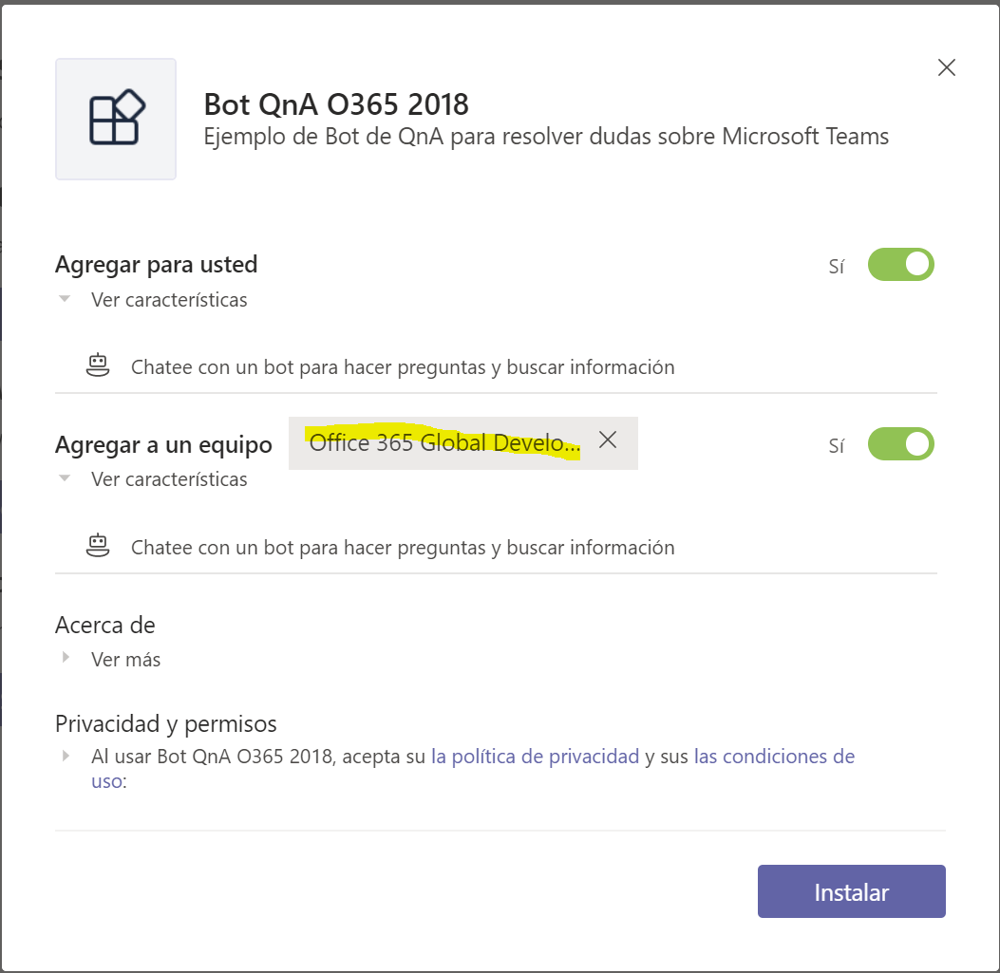 Bot QnA O365 2018
Ejemplo de Bot de QnA para resolver dudas sobre Microsoft Teams
Agregar para usted
Sí
Ver características
Chatee con un bot para hacer preguntas y buscar información
Agregar a un equipo
Office 365 Global Develo...
Sí
Ver características
Chatee con un bot para hacer preguntas y buscar información
Acerca de
Ver más
Privacidad y permisos
Al usar Bot QnA O365 2018, acepta su la política de privacidad y sus las condiciones de
uso:
Instalar